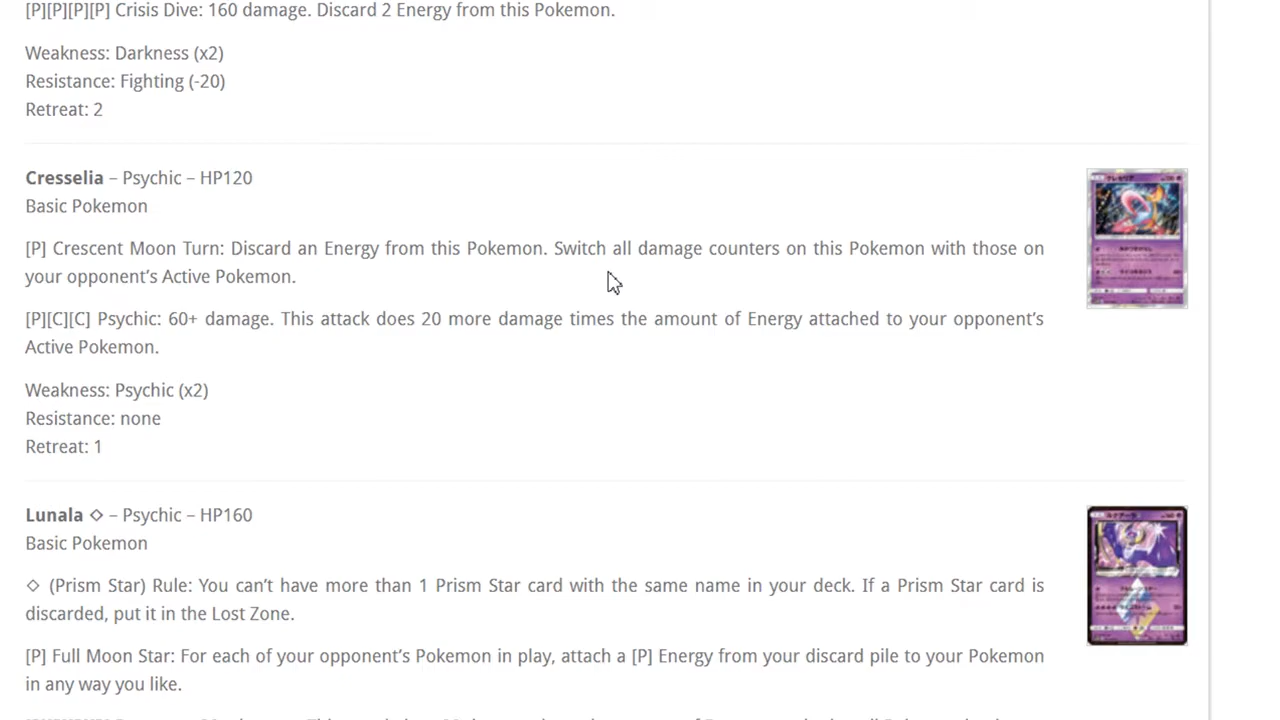 [P][P][P][P] Crisis Dive: 160 damage. Discard 2 Energy from this Pokemon.
Weakness: Darkness (x2)
Resistance: Fighting (-20)
Retreat: 2
Cresselia – Psychic – HP120
Basic Pokemon
[P] Crescent Moon Turn: Discard an Energy from this Pokemon. Switch all damage counters on this Pokemon with those on
your opponent’s Active Pokemon.
[P][C][C] Psychic: 60+ damage. This attack does 20 more damage times the amount of Energy attached to your opponent’s
Active Pokemon.
Weakness: Psychic (x2)
Resistance: none
Retreat: 1
Lunala ◇ – Psychic – HP160
Basic Pokemon
◇ (Prism Star) Rule: You can’t have more than 1 Prism Star card with the same name in your deck. If a Prism Star card is
discarded, put it in the Lost Zone.
[P] Full Moon Star: For each of your opponent’s Pokemon in play, attach a [P] Energy from your discard pile to your Pokemon
in any way you like.